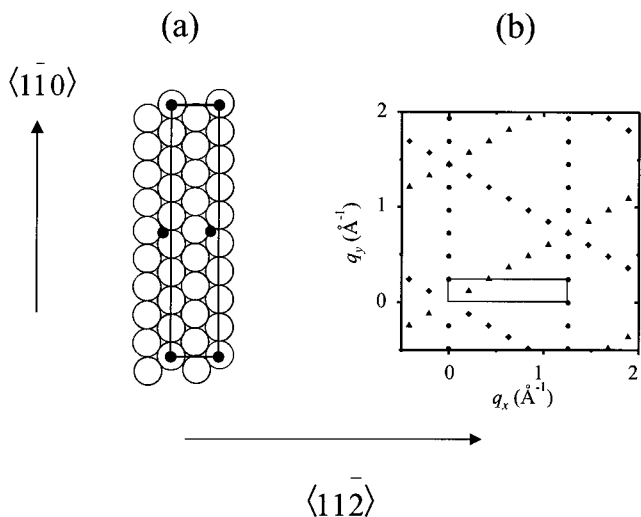 (a) (b)
⟨11̄0⟩
2
1
0
q_y (Å⁻¹)
0 1 2
q_x (Å⁻¹)
⟨112̄⟩